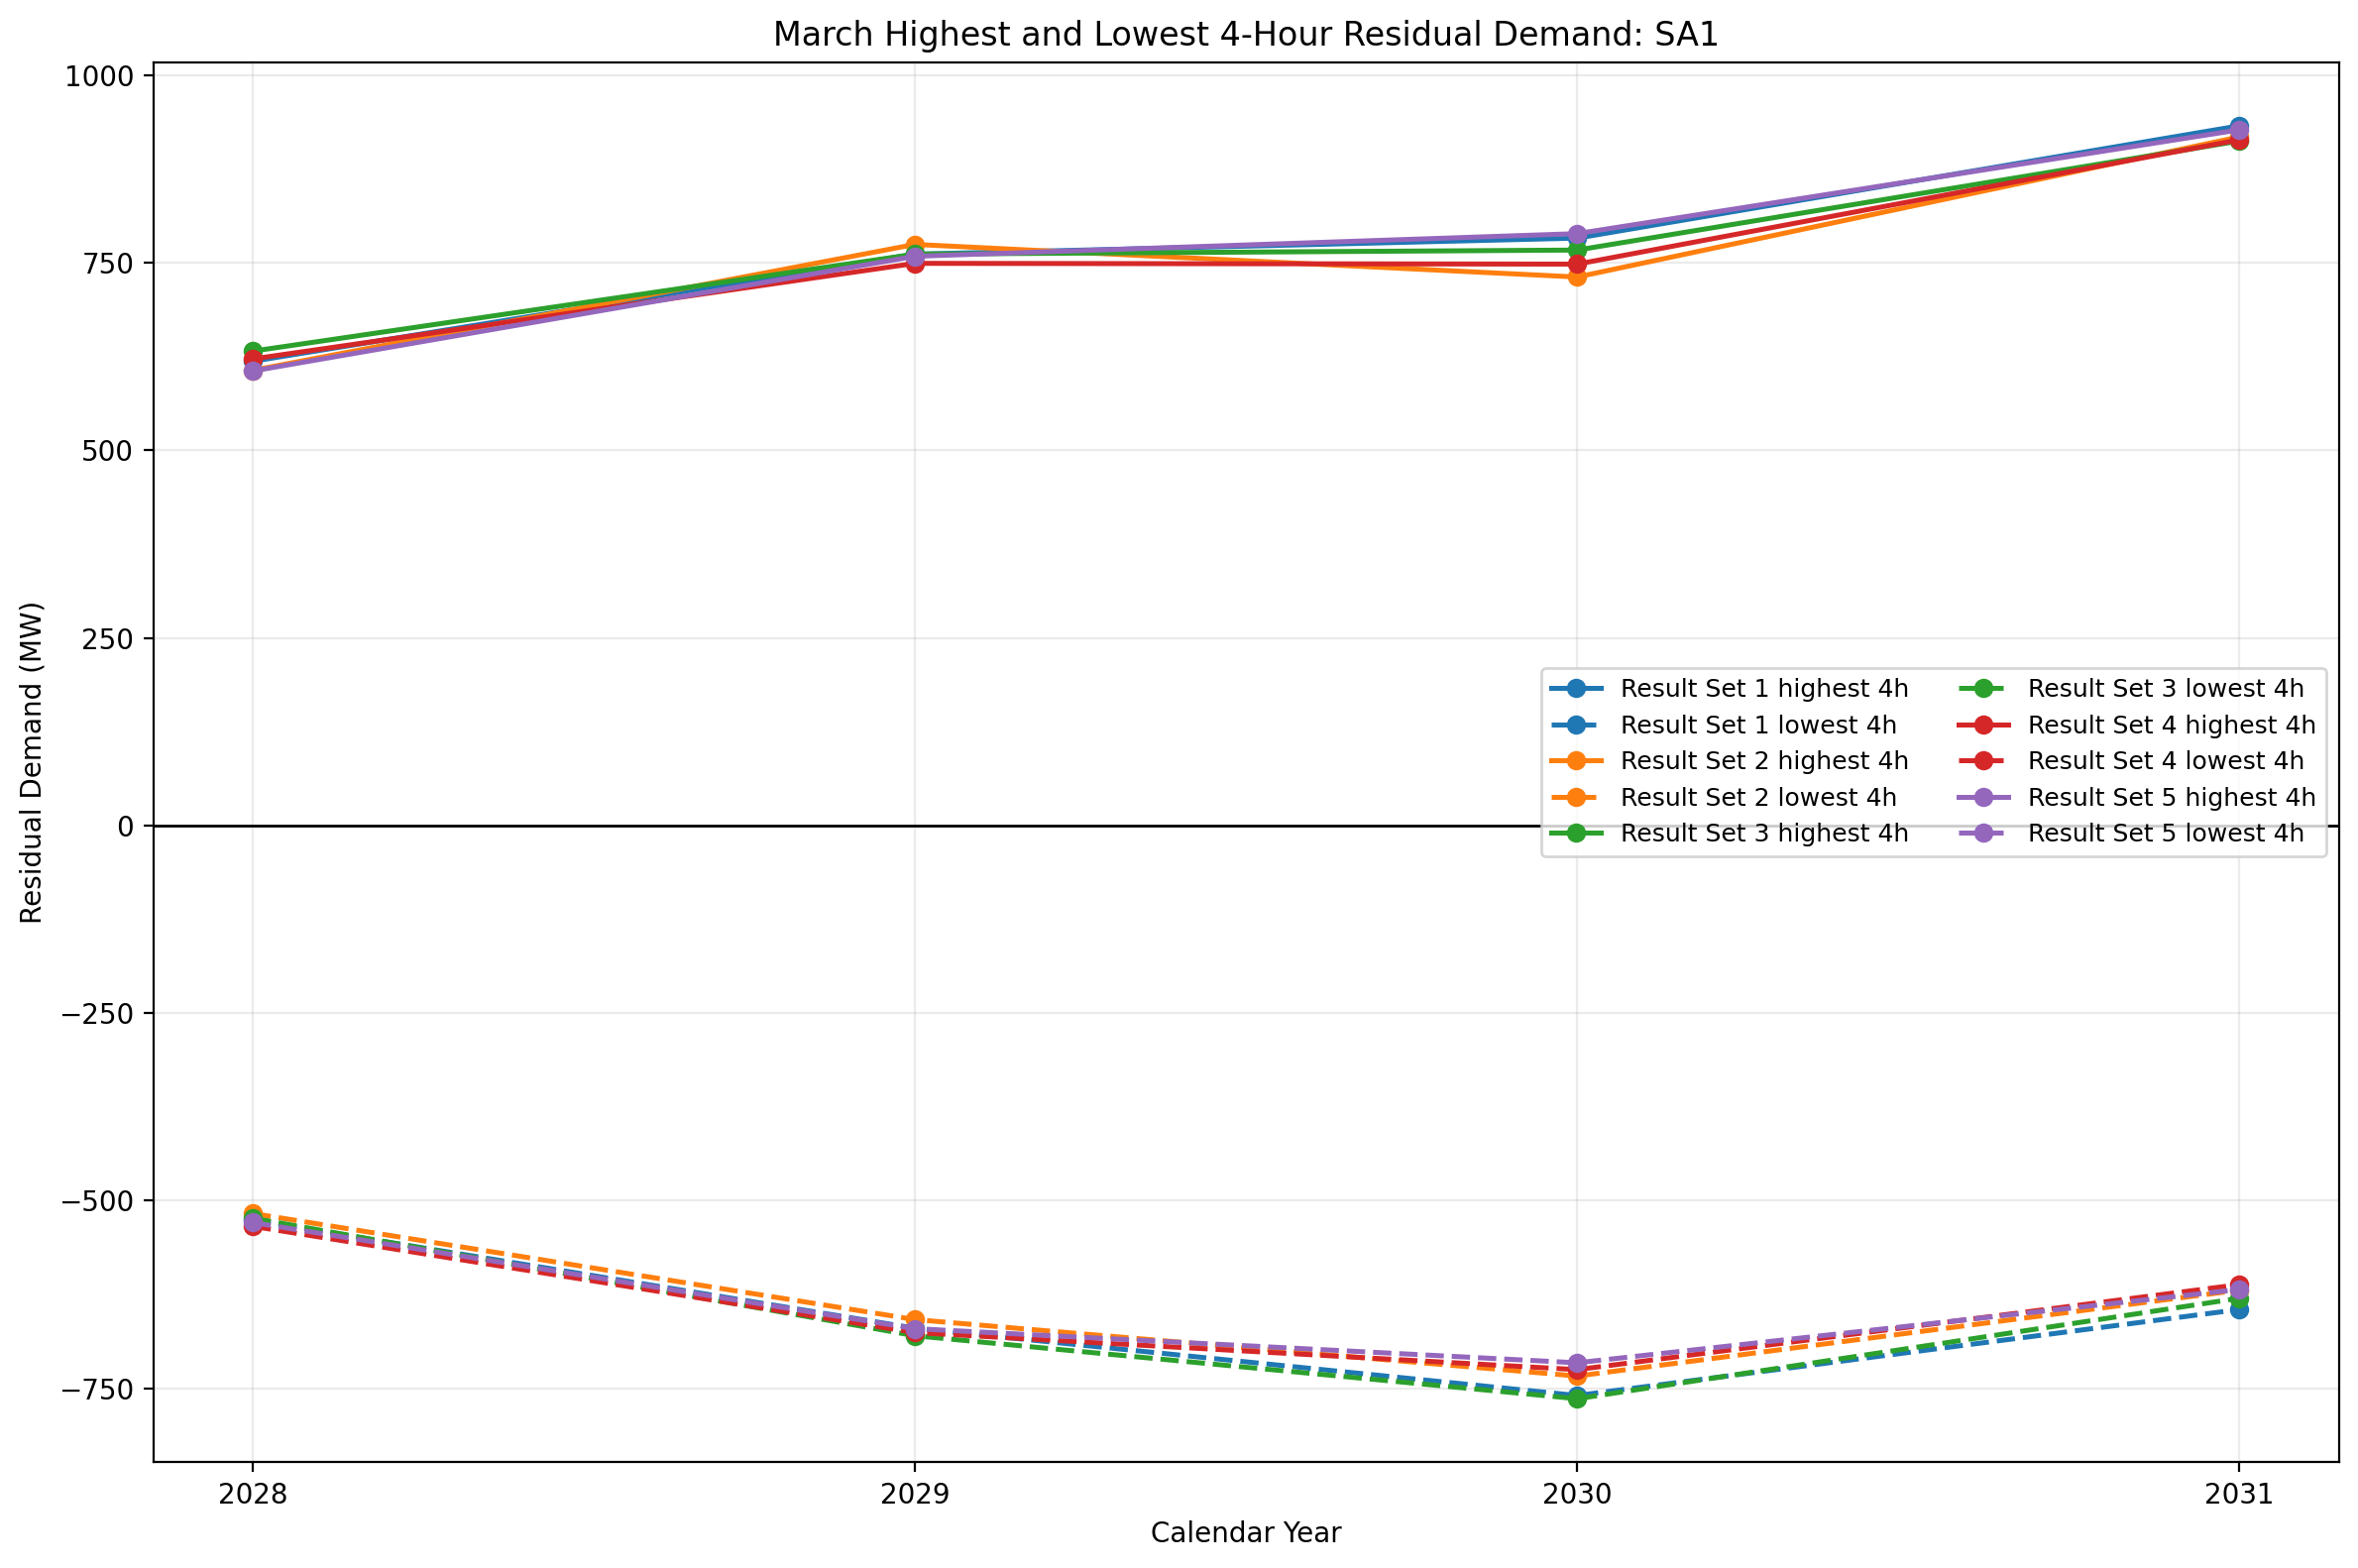 March Highest and Lowest 4-Hour Residual Demand: SA1
1000
750
500
250
0
−250
−500
−750
Residual Demand (MW)
Result Set 1 highest 4h
Result Set 1 lowest 4h
Result Set 2 highest 4h
Result Set 2 lowest 4h
Result Set 3 highest 4h
Result Set 3 lowest 4h
Result Set 4 highest 4h
Result Set 4 lowest 4h
Result Set 5 highest 4h
Result Set 5 lowest 4h
2028
2029
2030
2031
Calendar Year